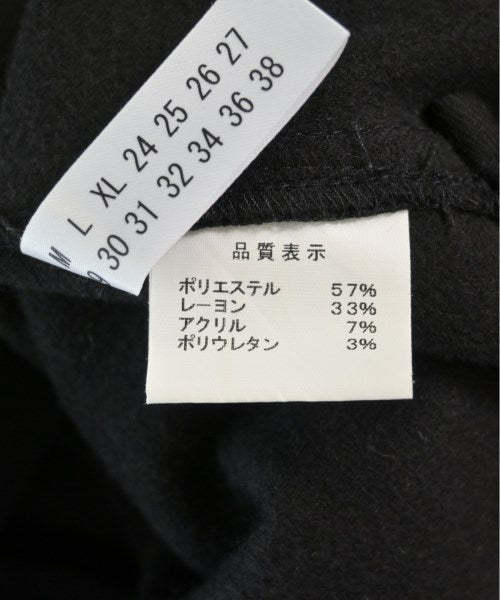 M L XL 24 25 26 27
30 31 32 34 36 38
品質表示
ポリエステル 57%
レーヨン 33%
アクリル 7%
ポリウレタン 3%